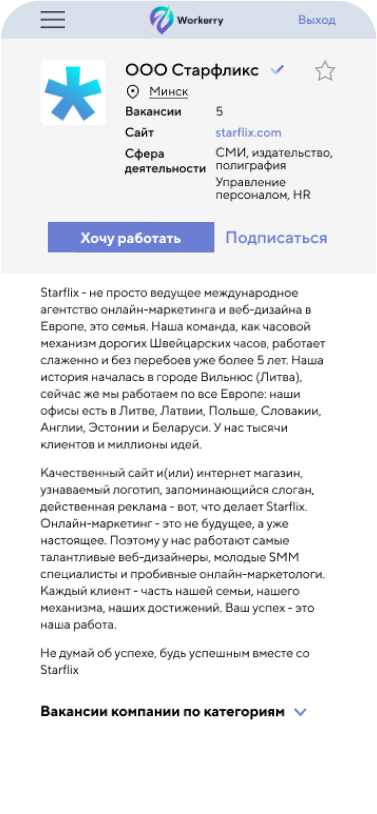 Workerry
Выход
ООО Старфликс
Минск
Вакансии 5
Сайт starflix.com
Сфера деятельности СМИ, издательство,
полиграфия
Управление
персоналом, HR
Хочу работать Подписаться
Starflix - не просто ведущее международное
агентство онлайн-маркетинга и веб-дизайна в
Европе, это семья. Наша команда, как часовой
механизм дорогих Швейцарских часов, работает
слаженно и без перебоев уже более 5 лет. Наша
история началась в городе Вильнюс (Литва),
сейчас же мы работаем по все Европе: наши
офисы есть в Литве, Латвии, Польше, Словакии,
Англии, Эстонии и Беларуси. У нас тысячи
клиентов и миллионы идей.
Качественный сайт и(или) интернет магазин,
узнаваемый логотип, запоминающийся слоган,
действенная реклама - вот, что делает Starflix.
Онлайн-маркетинг - это не будущее, а уже
настоящее. Поэтому у нас работают самые
талантливые веб-дизайнеры, молодые SMM
специалисты и пробивные онлайн-маркетологи.
Каждый клиент - часть нашей семьи, нашего
механизма, наших достижений. Ваш успех - это
наша работа.
Не думай об успехе, будь успешным вместе со
Starflix
Вакансии компании по категориям